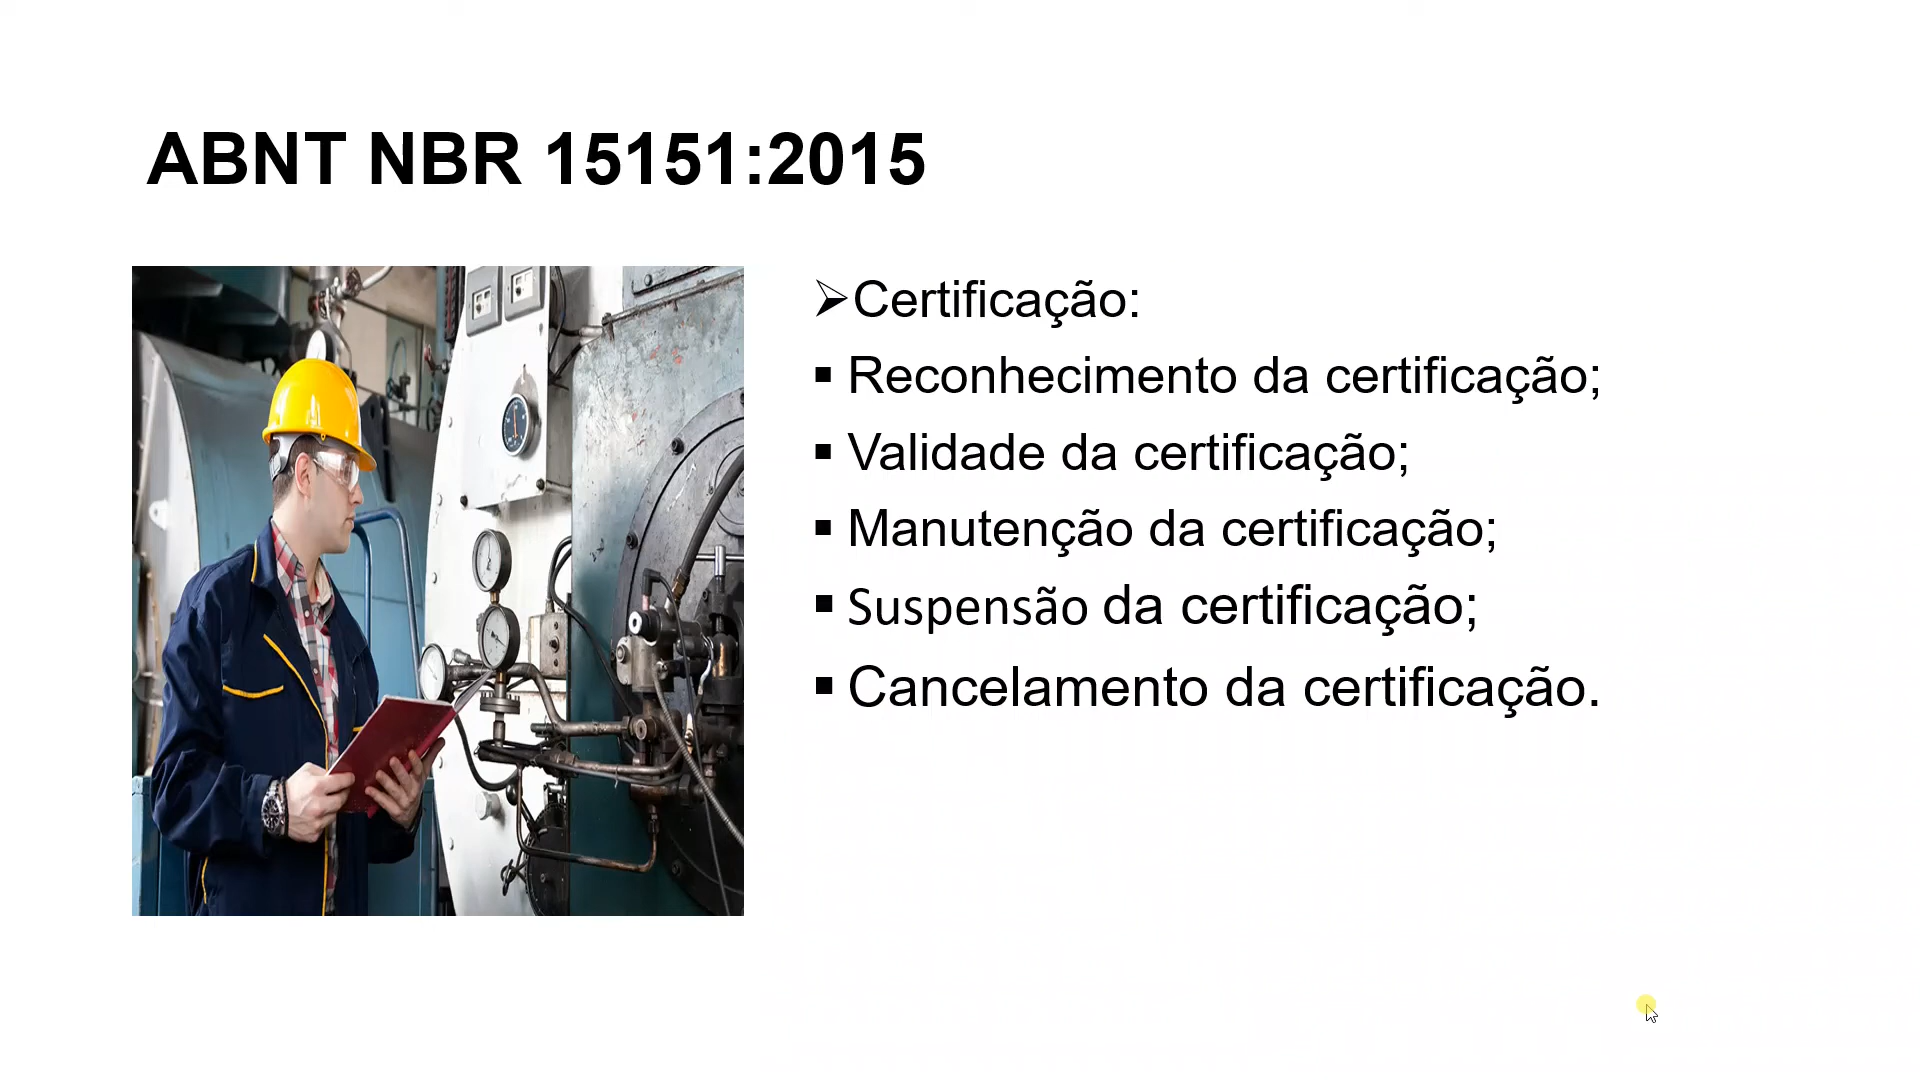 ABNT NBR 15151:2015
➢Certificação:
▪ Reconhecimento da certificação;
▪ Validade da certificação;
▪ Manutenção da certificação;
▪ Suspensão da certificação;
▪ Cancelamento da certificação.